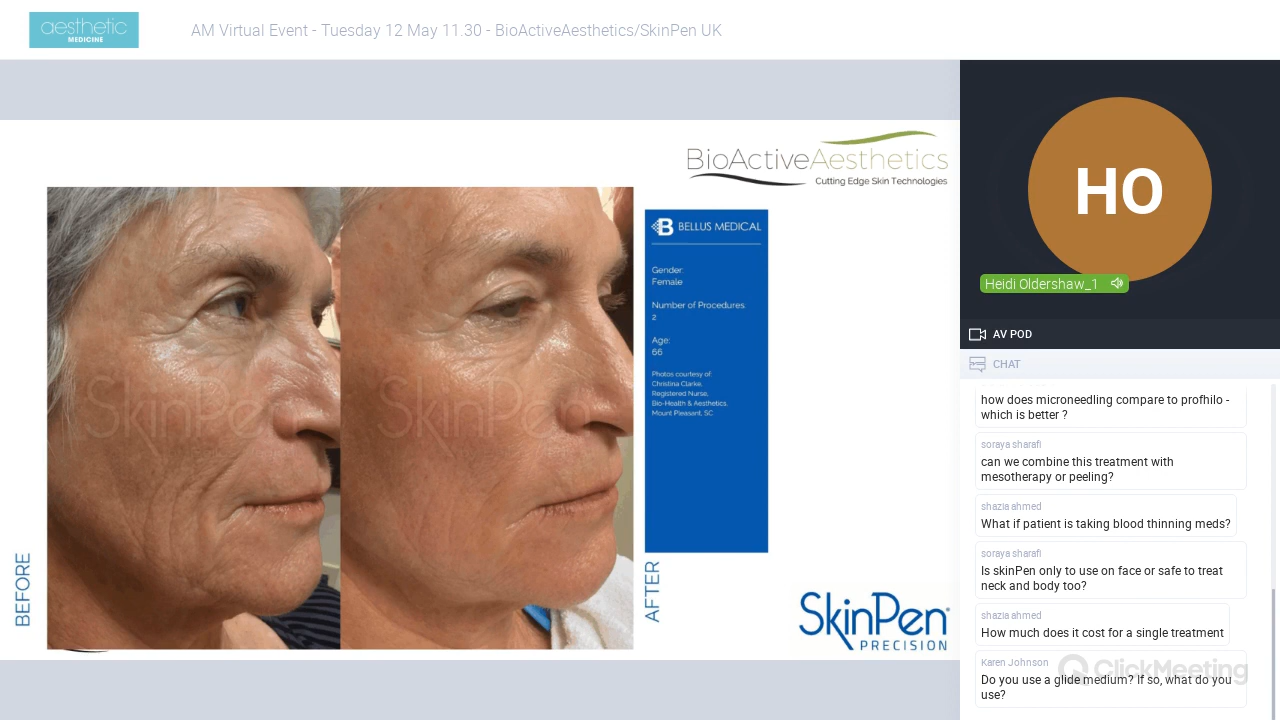 aesthetic
MEDICINE
AM Virtual Event - Tuesday 12 May 11.30 - BioActiveAesthetics/SkinPen UK
BioActiveAesthetics
Cutting Edge Skin Technologies
BELLUS MEDICAL
Gender:
Female
Number of Procedures:
2
Age:
66
Photos courtesy of:
Christina Clarke,
Registered Nurse,
Bio-Health & Aesthetics,
Mount Pleasant, SC
BEFORE
AFTER
SkinPen
SkinPen
SkinPen®
PRECISION
HO
Heidi Oldershaw_1
AV POD
CHAT
how does microneedling compare to profhilo -
which is better ?
soraya sharafi
can we combine this treatment with
mesotherapy or peeling?
shazia ahmed
What if patient is taking blood thinning meds?
soraya sharafi
Is skinPen only to use on face or safe to treat
neck and body too?
shazia ahmed
How much does it cost for a single treatment
Karen Johnson
Do you use a glide medium? If so, what do you
use?
ClickMeeting